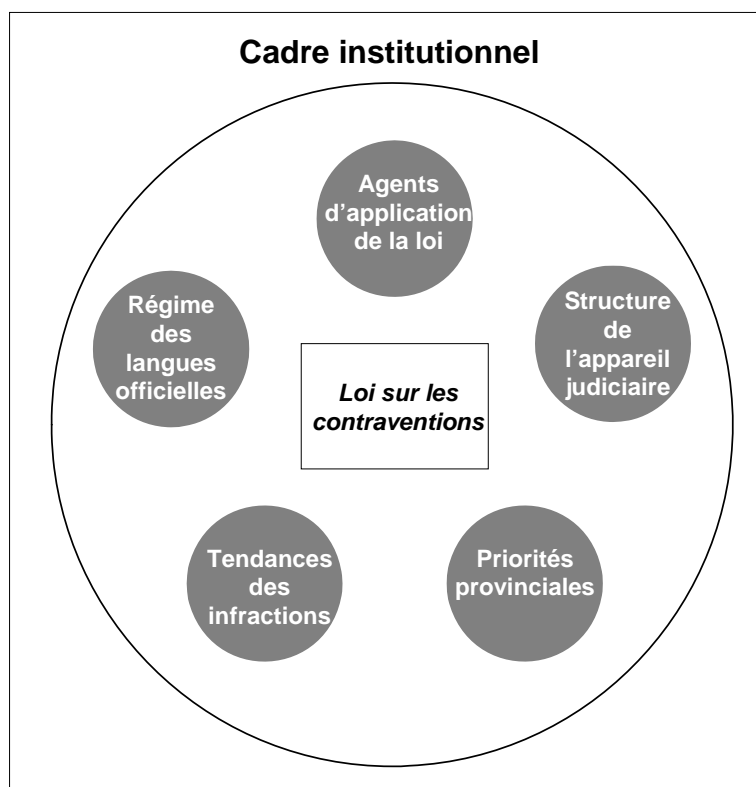 Cadre institutionnel
Agents
d’application
de la loi
Régime
des
langues
officielles
Structure
de
l’appareil
judiciaire
Loi sur les
contraventions
Tendances
des
infractions
Priorités
provinciales